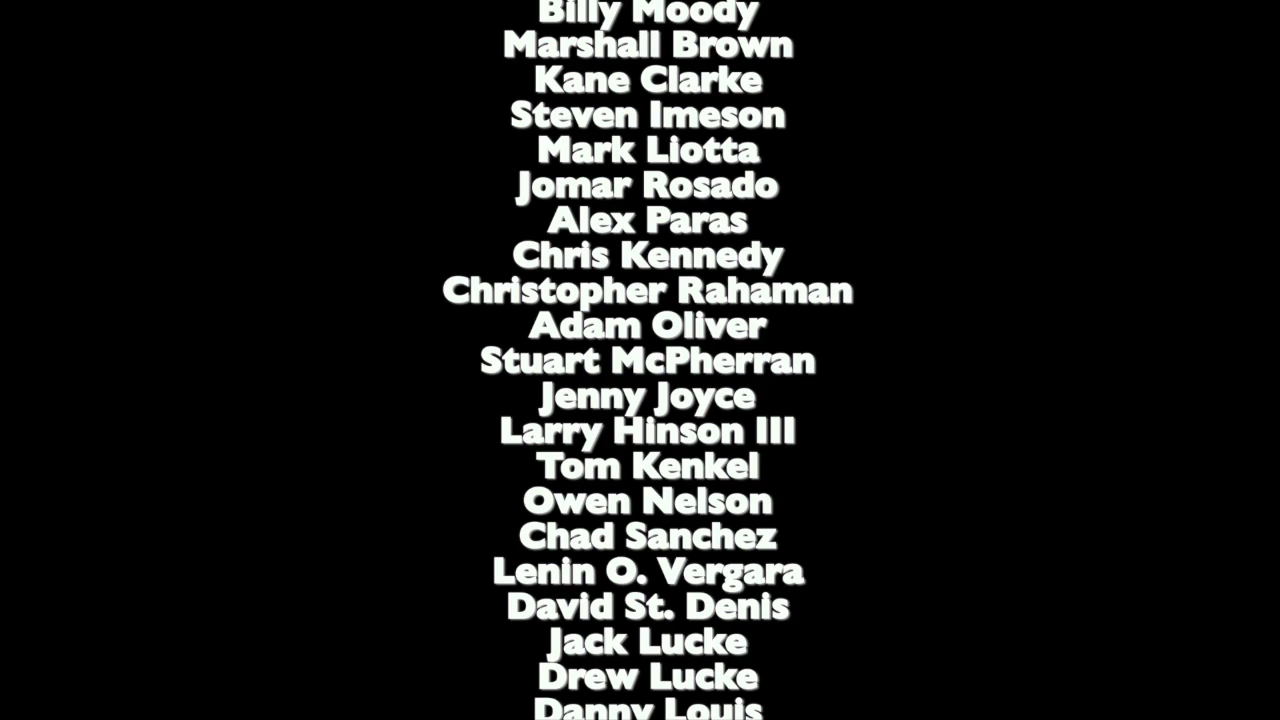 Billy Moody
Marshall Brown
Kane Clarke
Steven Imeson
Mark Liotta
Jomar Rosado
Alex Paras
Chris Kennedy
Christopher Rahaman
Adam Oliver
Stuart McPherran
Jenny Joyce
Larry Hinson III
Tom Kenkel
Owen Nelson
Chad Sanchez
Lenin O. Vergara
David St. Denis
Jack Lucke
Drew Lucke
Danny Louis